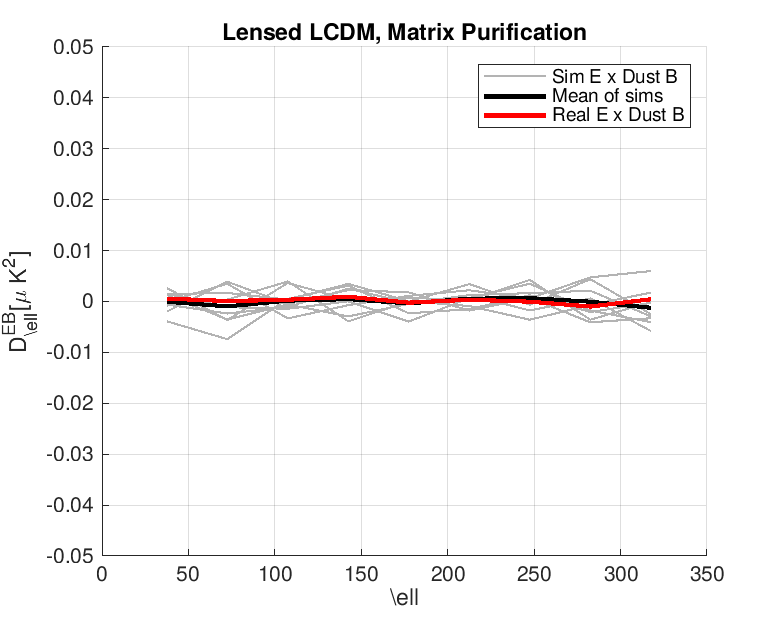 Lensed LCDM, Matrix Purification
0.05
0.04
0.03
0.02
0.01
0
-0.01
-0.02
-0.03
-0.04
-0.05
D^{EB}_{\ell}[μ K^2]
Sim E x Dust B
Mean of sims
Real E x Dust B
0 50 100 150 200 250 300 350
\ell